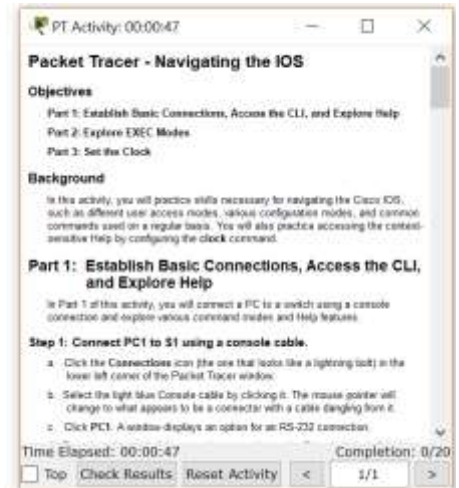 PT Activity: 00:00:47
Packet Tracer - Navigating the IOS
Objectives
Part 1: Establish Basic Connections, Access the CLI, and Explore Help
Part 2: Explore EXEC Modes
Part 3: Set the Clock
Background
In this activity, you will practice skills necessary for navigating the Cisco IOS,
such as different user access modes, various configuration modes, and common
commands used on a regular basis. You will also practice accessing the context-
sensitive Help by configuring the clock command.
Part 1: Establish Basic Connections, Access the CLI,
and Explore Help
In Part 1 of this activity, you will connect a PC to a switch using a console
connection and explore various command modes and Help features.
Step 1: Connect PC1 to S1 using a console cable.
a. Click the Connections icon (the one that looks like a lightning bolt) in the
lower left corner of the Packet Tracer window.
b. Select the light blue Console cable by clicking it. The mouse pointer will
change to what appears to be a connector with a cable dangling from it.
c. Click PC1. A window displays an option for an RS-232 connection.
Time Elapsed: 00:00:47 Completion: 0/20
Top Check Results Reset Activity < 1/1 >